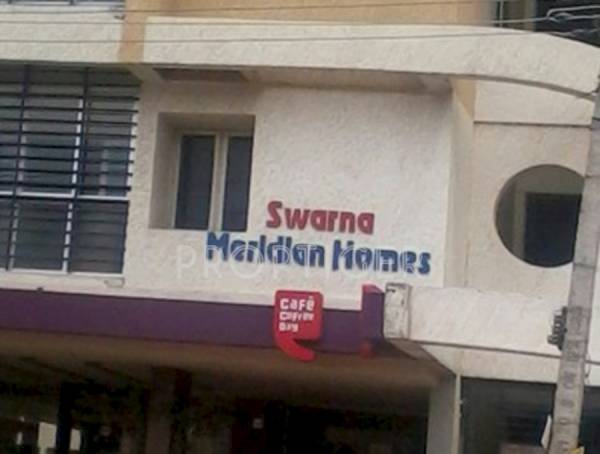 Swarna
Meridian Homes
Café
Coffee
Day